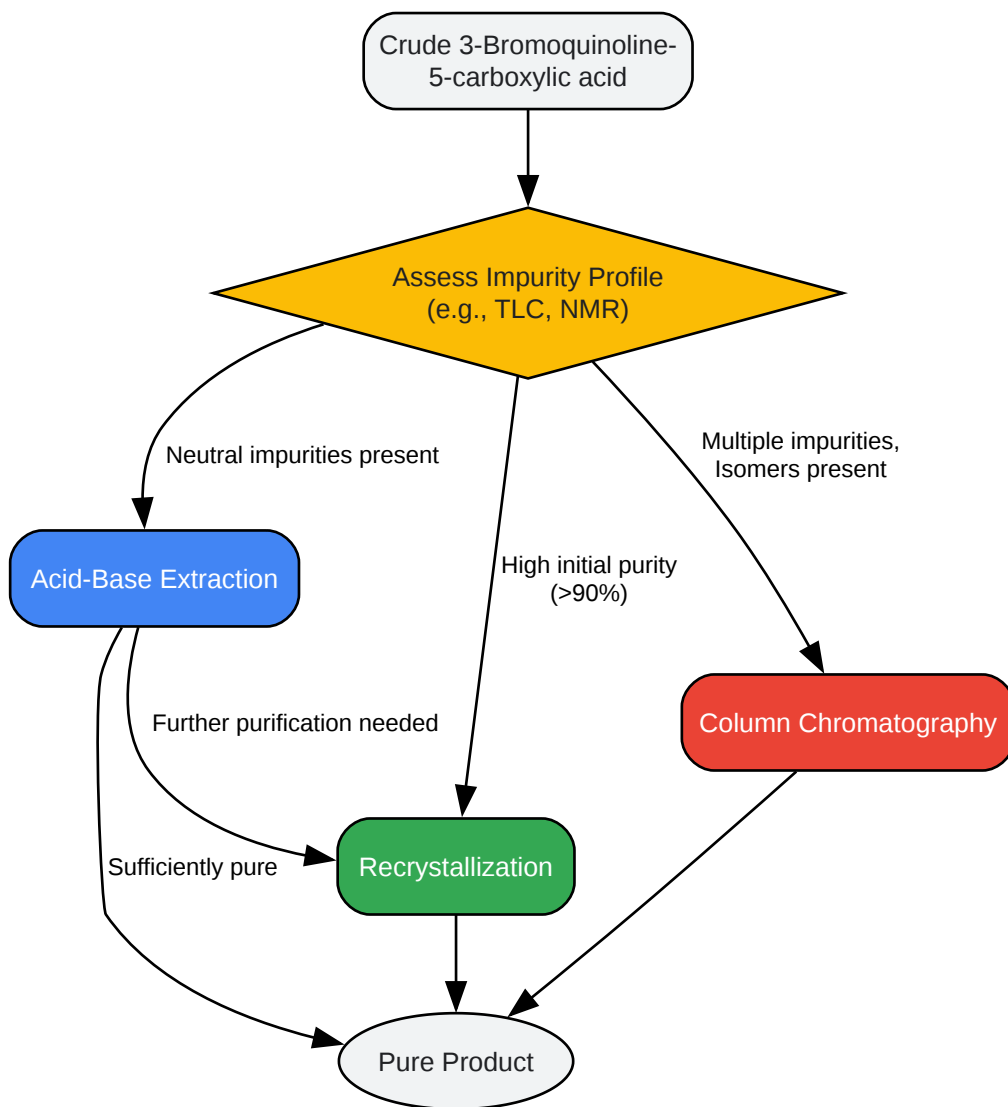 Crude 3-Bromoquinoline-
5-carboxylic acid
Assess Impurity Profile
(e.g., TLC, NMR)
Neutral impurities present
Multiple impurities,
Isomers present
High initial purity
(>90%)
Acid-Base Extraction
Further purification needed
Column Chromatography
Sufficiently pure
Recrystallization
Pure Product